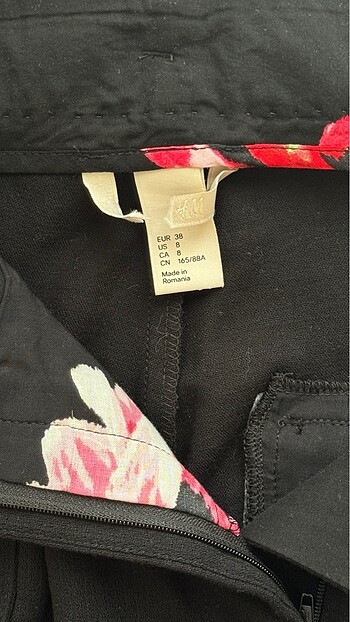 H&M
EUR 38
US 8
CA 8
CN 165/88A
Made in
Romania